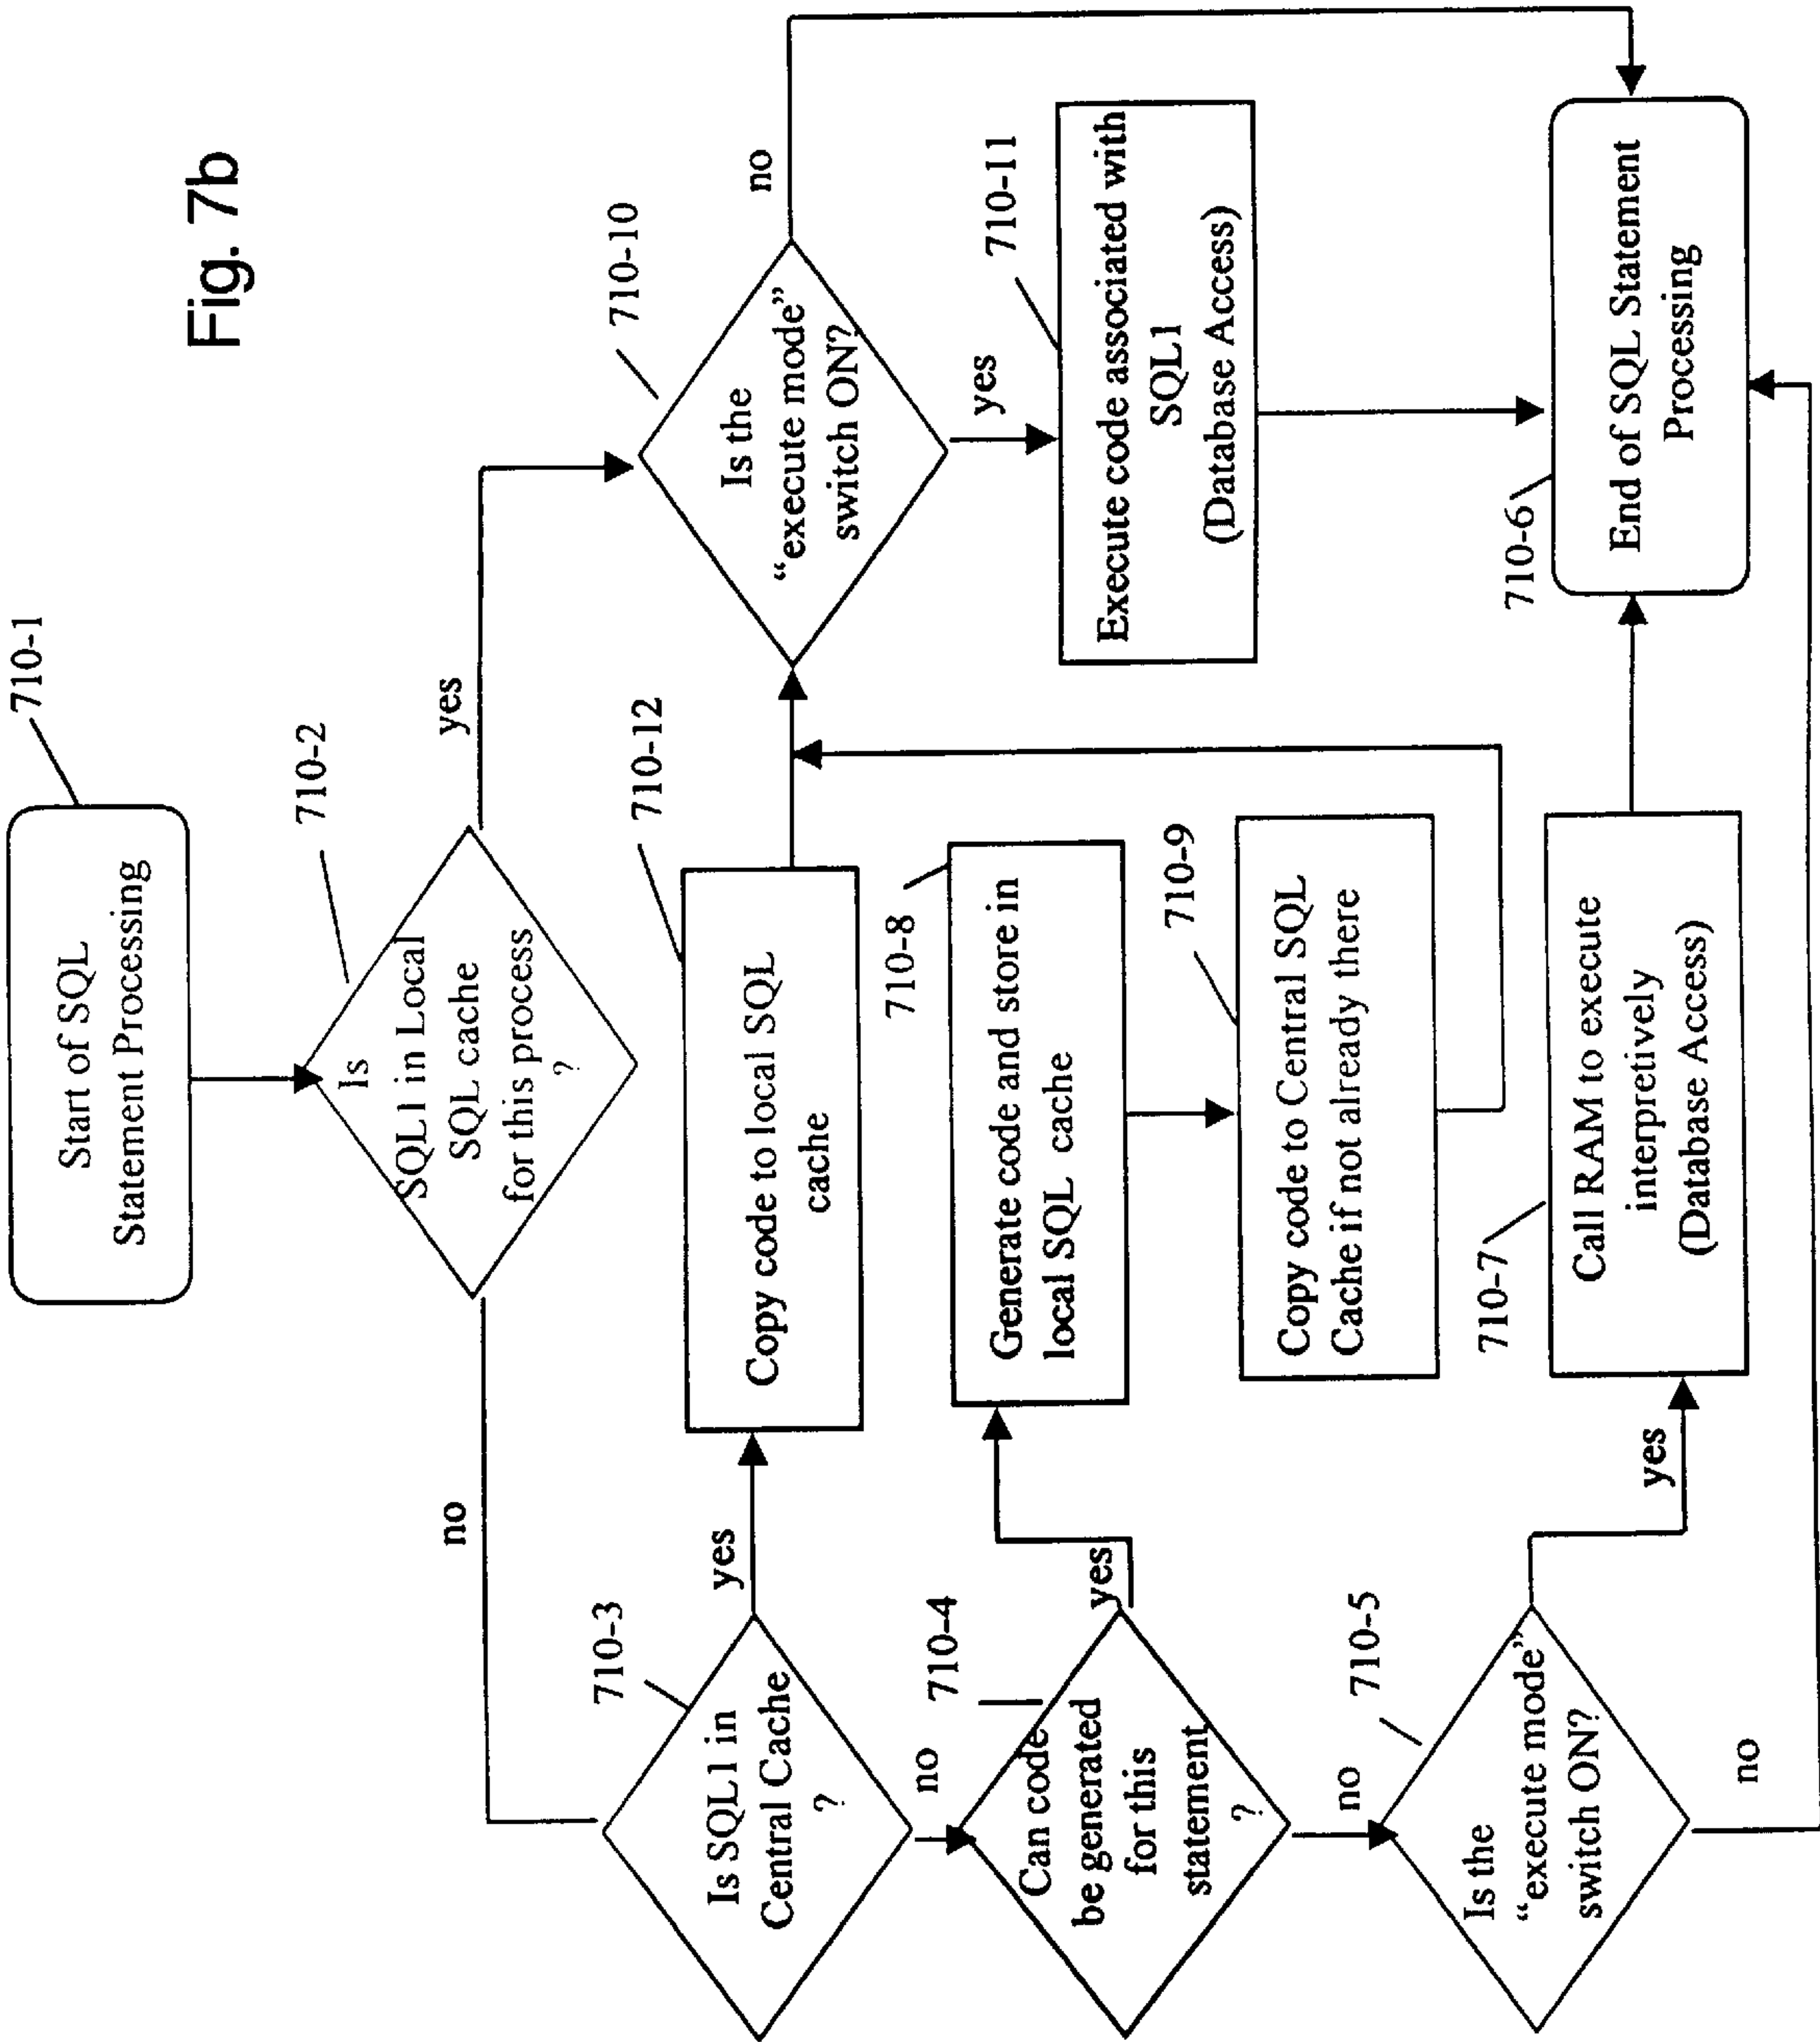 Fig. 7b
710-1
Start of SQL
Statement Processing
710-2
Is
SQL1 in Local
SQL cache
for this process
?
yes
no
710-3
Is SQL1 in
Central Cache
?
yes
no
710-12
Copy code to local SQL
cache
710-10
Is the
“execute mode”
switch ON?
no
yes
710-4
Can code
be generated
for this
statement
?
yes
no
710-8
Generate code and store in
local SQL cache
710-9
Copy code to Central SQL
Cache if not already there
710-11
Execute code associated with
SQL1
(Database Access)
710-5
Is the
“execute mode”
switch ON?
yes
no
710-7
Call RAM to execute
interpretively
(Database Access)
710-6
End of SQL Statement
Processing